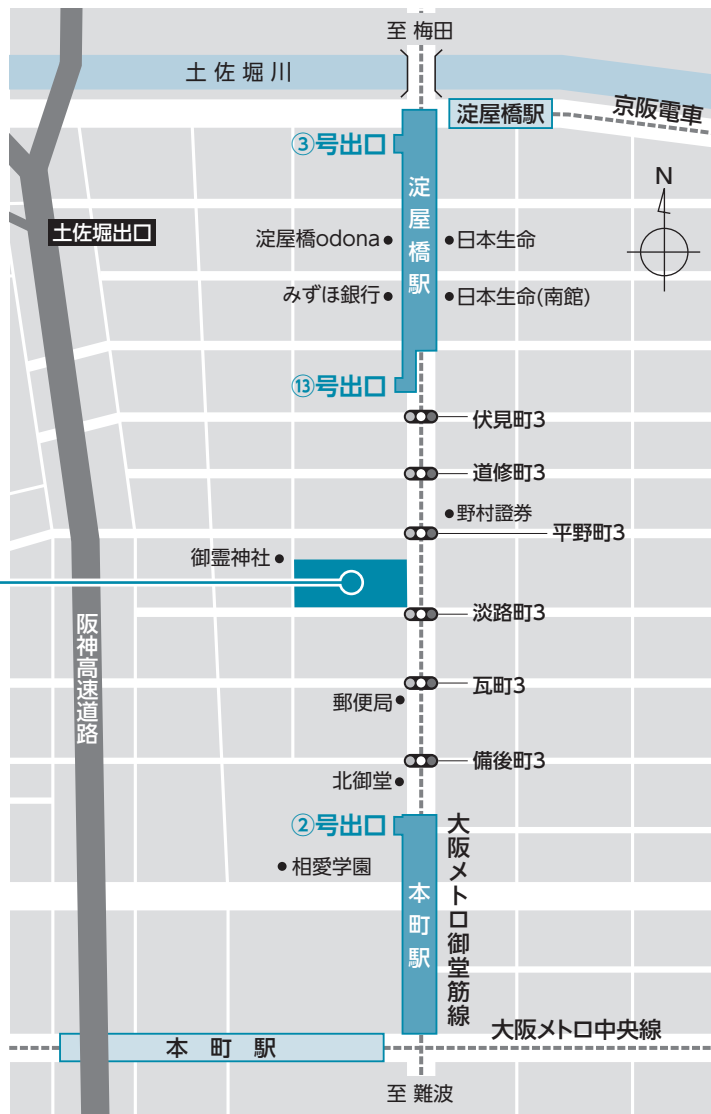 至 梅田
土佐堀川
淀屋橋駅
京阪電車
③号出口
淀屋橋駅
N
土佐堀出口
淀屋橋odona
日本生命
みずほ銀行
日本生命(南館)
⑬号出口
伏見町3
道修町3
野村證券
平野町3
御霊神社
淡路町3
阪神高速道路
瓦町3
郵便局
備後町3
北御堂
②号出口
大阪メトロ御堂筋線
相愛学園
本町駅
大阪メトロ中央線
本町駅
至 難波